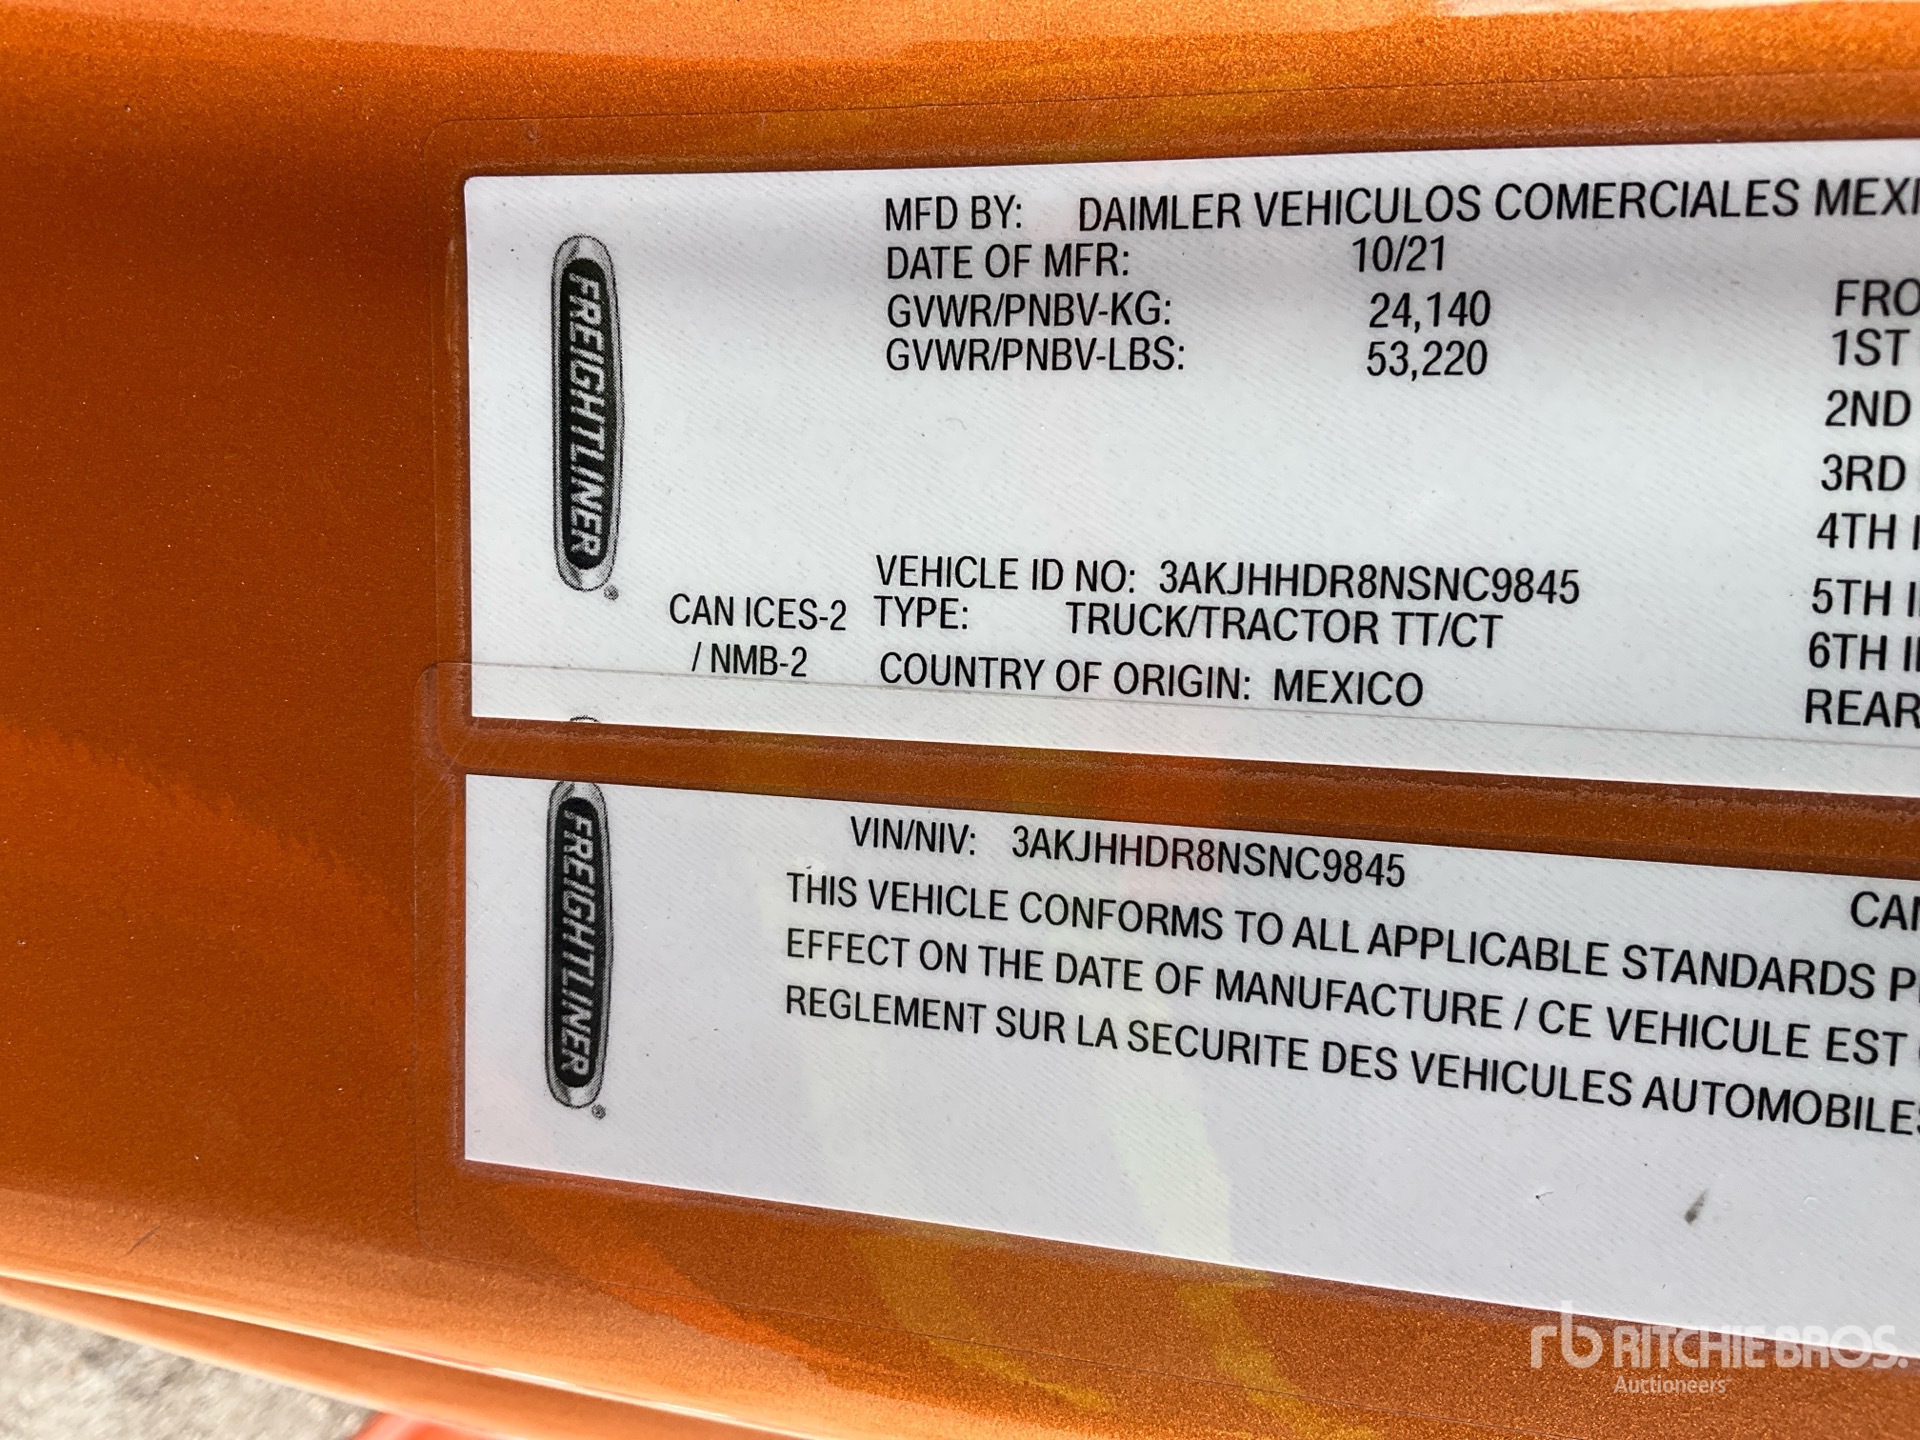 MFD BY: DAIMLER VEHICULOS COMERCIALES
DATE OF MFR: 10/21
GVWR/PNBV-KG: 24,140
GVWR/PNBV-LBS: 53,220
1ST
2ND
3RD
4TH
5TH
6TH
REAR
FREIGHTLINER®
VEHICLE ID NO: 3AKJHHDR8NSNC9845
CAN ICES-2 TYPE: TRUCK/TRACTOR TT/CT
/ NMB-2 COUNTRY OF ORIGIN: MEXICO
FREIGHTLINER®
VIN/NIV: 3AKJHHDR8NSNC9845
THIS VEHICLE CONFORMS TO ALL APPLICABLE STANDARDS
EFFECT ON THE DATE OF MANUFACTURE / CE VEHICULE EST
REGLEMENT SUR LA SECURITE DES VEHICULES AUTOMOBILES
rb RITCHIE BROS.
Auctioneers